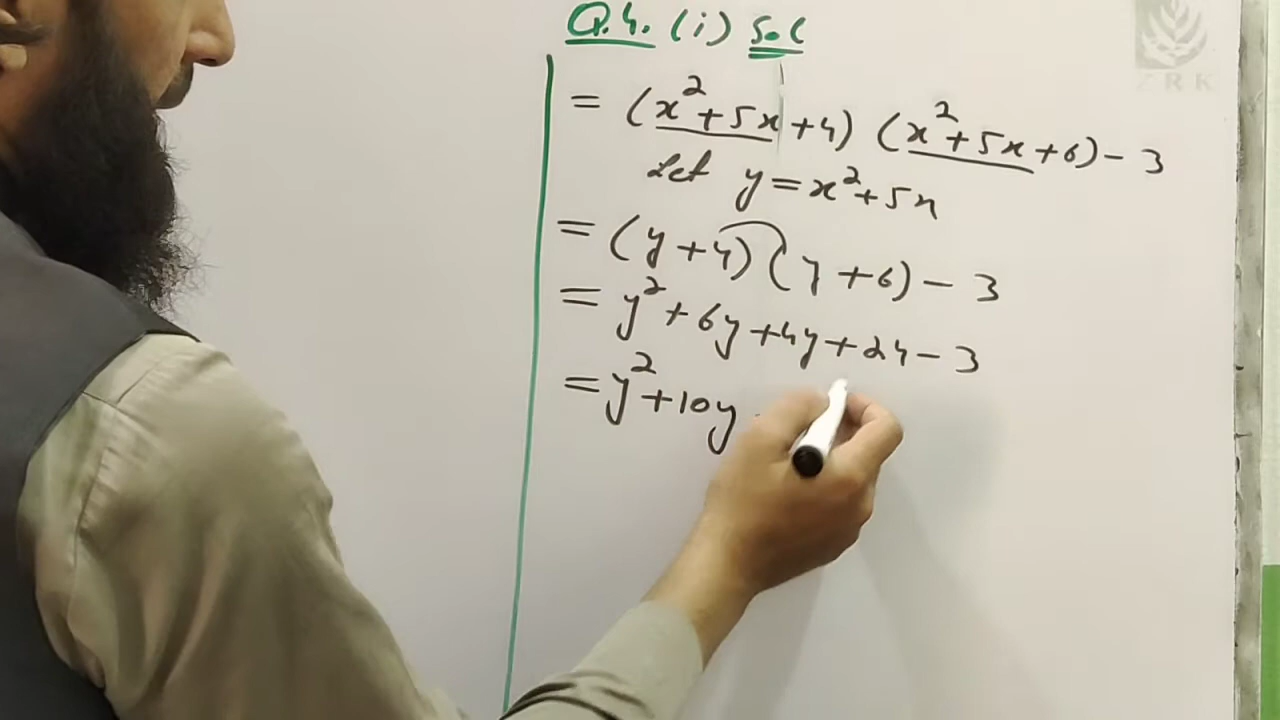 Q.4. (i) Sol
= (x² + 5x + 4) (x² + 5x + 6) - 3
Let y = x² + 5x
= (y + 4) (y + 6) - 3
= y² + 6y + 4y + 24 - 3
= y² + 10y
ZRK